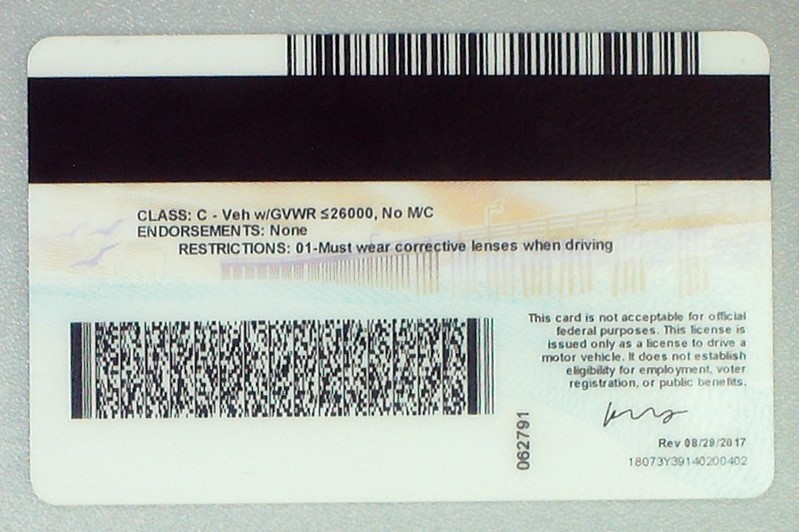 CLASS: C - Veh w/GVWR ≤26000, No M/C
ENDORSEMENTS: None
RESTRICTIONS: 01-Must wear corrective lenses when driving
This card is not acceptable for official
federal purposes. This license is
issued only as a license to drive a
motor vehicle. It does not establish
eligibility for employment, voter
registration, or public benefits.
062791
Rev 08/29/2017
18073Y39140200402